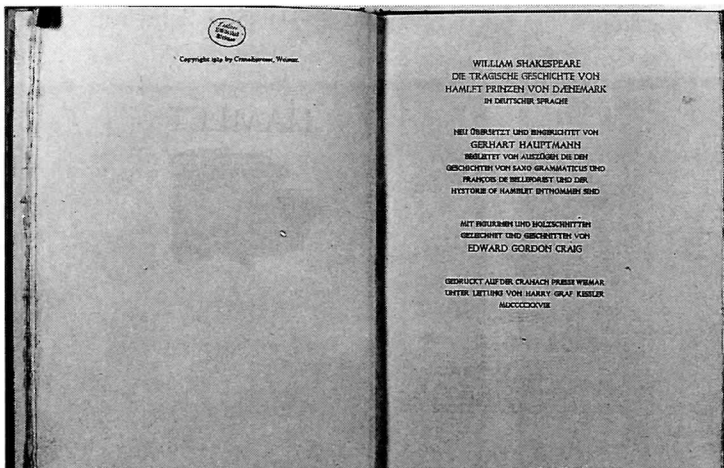 Copyright 1929 by Cranachpresse, Weimar.
WILLIAM SHAKESPEARE
DIE TRAGISCHE GESCHICHTE VON
HAMLET PRINZEN VON DÆNEMARK
IN DEUTSCHER SPRACHE
NEU ÜBERSETZT UND EINGERICHTET VON
GERHART HAUPTMANN
BEGLEITET VON AUSZÜGEN DIE DEN
GESCHICHTEN VON SAXO GRAMMATICUS UND
FRANÇOIS DE BELLEFOREST UND DER
HYSTORIE OF HAMBLET ENTNOMMEN SIND
MIT FIGURINEN UND HOLZSCHNITTEN
GEZEICHNET UND GESCHNITTEN VON
EDWARD GORDON CRAIG
GEDRUCKT AUF DER CRANACH PRESSE WEIMAR
UNTER LEITUNG VON HARRY GRAF KESSLER